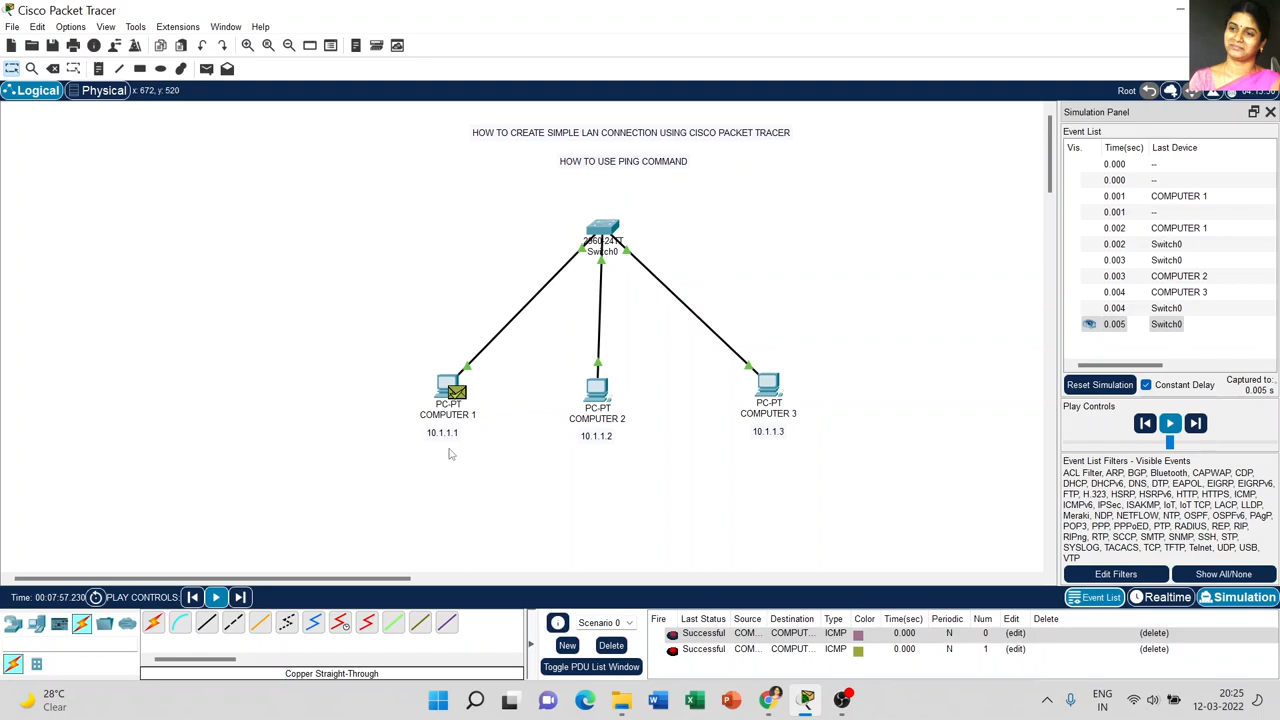 Cisco Packet Tracer
File Edit Options View Tools Extensions Window Help
Logical Physical x: 672, y: 520
Root
HOW TO CREATE SIMPLE LAN CONNECTION USING CISCO PACKET TRACER
HOW TO USE PING COMMAND
Switch0
PC-PT
COMPUTER 1
10.1.1.1
PC-PT
COMPUTER 2
10.1.1.2
PC-PT
COMPUTER 3
10.1.1.3
Simulation Panel
Event List
Vis. Time(sec) Last Device
0.000 --
0.000 --
0.001 COMPUTER 1
0.001 --
0.002 COMPUTER 1
0.002 Switch0
0.003 Switch0
0.003 COMPUTER 2
0.004 COMPUTER 3
0.004 Switch0
0.005 Switch0
Reset Simulation Constant Delay Captured to:
0.005 s
Play Controls
Event List Filters - Visible Events
ACL Filter, ARP, BGP, Bluetooth, CAPWAP, CDP,
DHCP, DHCPv6, DNS, DTP, EAPOL, EIGRP, EIGRPv6,
FTP, H.323, HSRP, HSRPv6, HTTP, HTTPS, ICMP,
ICMPv6, IPSec, ISAKMP, IoT, IoT TCP, LACP, LLDP,
Meraki, NDP, NETFLOW, NTP, OSPF, OSPFv6, PAgP,
POP3, PPP, PPPoED, PTP, RADIUS, REP, RIP,
RIPng, RTP, SCCP, SMTP, SNMP, SSH, STP,
SYSLOG, TACACS, TCP, TFTP, Telnet, UDP, USB,
VTP
Edit Filters Show All/None
Time: 00:07:57.230 PLAY CONTROLS:
Event List Realtime Simulation
Scenario 0
New Delete
Toggle PDU List Window
Copper Straight-Through
Fire Last Status Source Destination Type Color Time(sec) Periodic Num Edit Delete
Successful COM... COMPUT... ICMP 0.000 N 0 (edit) (delete)
Successful COM... COMPUT... ICMP 0.000 N 1 (edit) (delete)
28°C
Clear
ENG
IN
20:25
12-03-2022